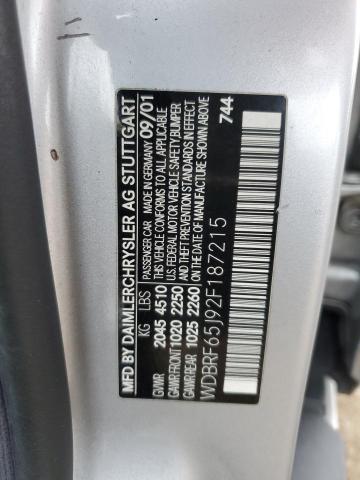 MFD BY DAIMLERCHRYSLER AG STUTTGART
PASSENGER CAR MADE IN GERMANY 09/01
KG LBS THIS VEHICLE CONFORMS TO ALL APPLICABLE
GVWR 2045 4510 U.S. FEDERAL MOTOR VEHICLE SAFETY, BUMPER
GAWR FRONT 1020 2250 AND THEFT PREVENTION STANDARDS IN EFFECT
GAWR REAR 1025 2260 ON THE DATE OF MANUFACTURE SHOWN ABOVE
WDBRF65J92F187215
744